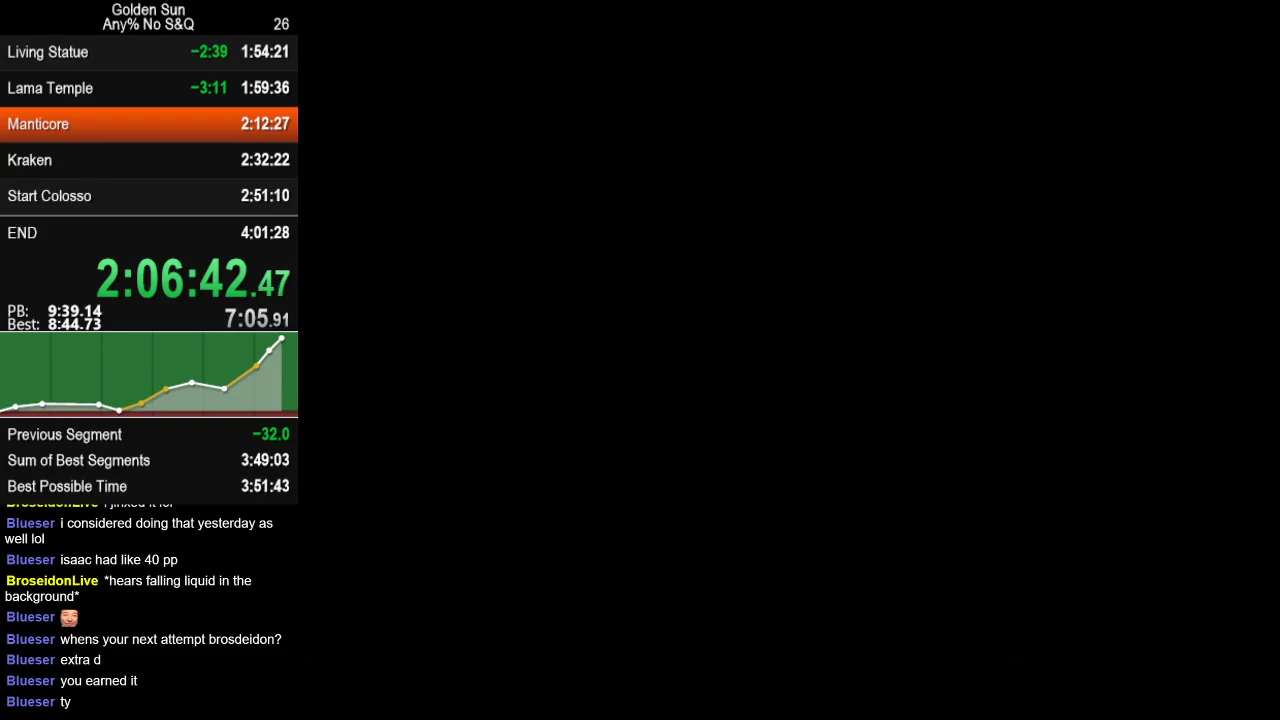 Golden Sun
Any% No S&Q 26
Living Statue −2:39 1:54:21
Lama Temple −3:11 1:59:36
Manticore 2:12:27
Kraken 2:32:22
Start Colosso 2:51:10
END 4:01:28
2:06:42.47
PB: 9:39.14
Best: 8:44.73 7:05.91
Previous Segment −32.0
Sum of Best Segments 3:49:03
Best Possible Time 3:51:43
BroseidonLive i jinxed it lol
Blueser i considered doing that yesterday as
well lol
Blueser isaac had like 40 pp
BroseidonLive *hears falling liquid in the
background*
Blueser
Blueser whens your next attempt brosdeidon?
Blueser extra d
Blueser you earned it
Blueser ty